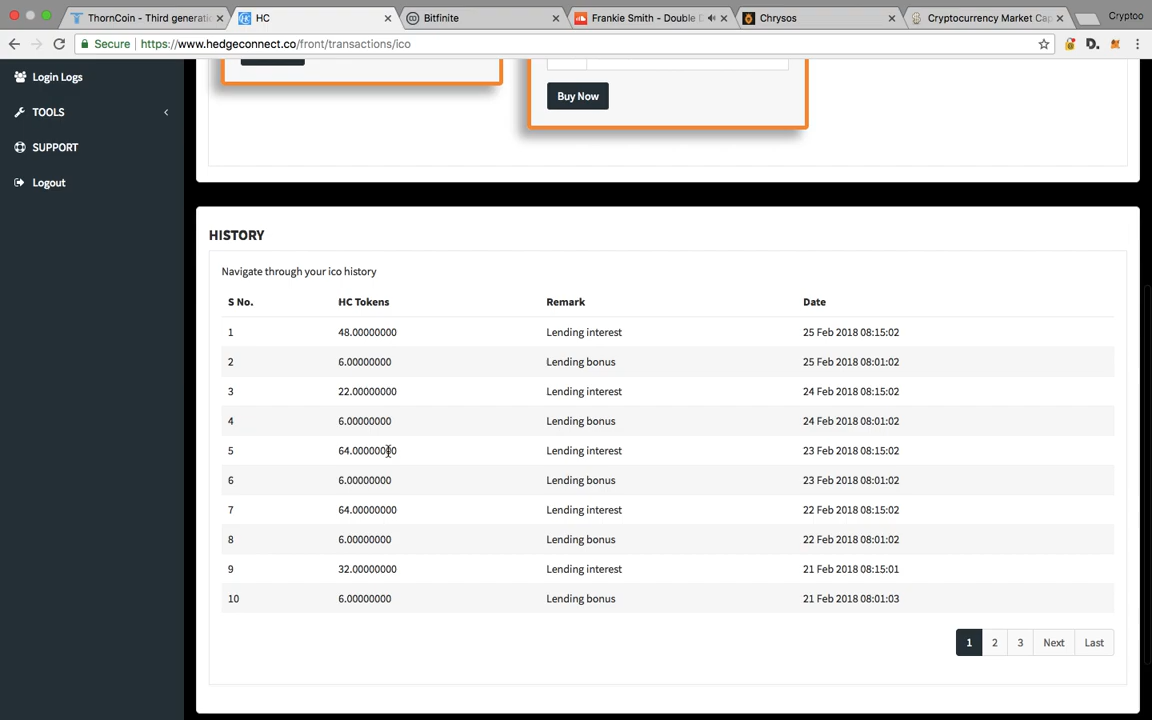 ThornCoin - Third generati
HC
Bitfinite
Frankie Smith - Double D
Chrysos
Cryptocurrency Market Cap
Cryptoo
Secure
https://www.hedgeconnect.co/front/transactions/ico
D.
Login Logs
TOOLS
SUPPORT
Logout
Buy Now
HISTORY
Navigate through your ico history
S No. HC Tokens Remark Date
1 48.00000000 Lending interest 25 Feb 2018 08:15:02
2 6.00000000 Lending bonus 25 Feb 2018 08:01:02
3 22.00000000 Lending interest 24 Feb 2018 08:15:02
4 6.00000000 Lending bonus 24 Feb 2018 08:01:02
5 64.00000000 Lending interest 23 Feb 2018 08:15:02
6 6.00000000 Lending bonus 23 Feb 2018 08:01:02
7 64.00000000 Lending interest 22 Feb 2018 08:15:02
8 6.00000000 Lending bonus 22 Feb 2018 08:01:02
9 32.00000000 Lending interest 21 Feb 2018 08:15:01
10 6.00000000 Lending bonus 21 Feb 2018 08:01:03
1 2 3 Next Last